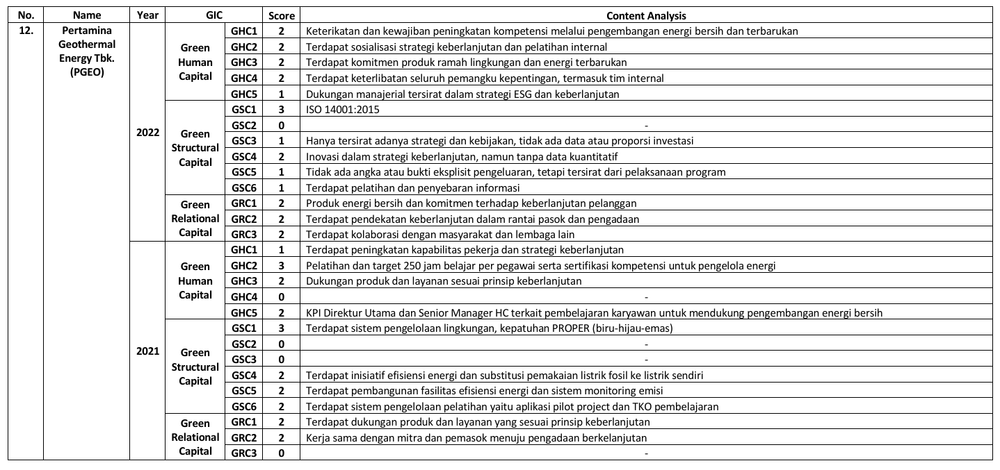 No. Name Year GIC Score Content Analysis
12. Pertamina Geothermal Energy Tbk. (PGEO)
2022
Green Human Capital
GHC1 2 Keterikatan dan kewajiban peningkatan kompetensi melalui pengembangan energi bersih dan terbarukan
GHC2 2 Terdapat sosialisasi strategi keberlanjutan dan pelatihan internal
GHC3 2 Terdapat komitmen produk ramah lingkungan dan energi terbarukan
GHC4 2 Terdapat keterlibatan seluruh pemangku kepentingan, termasuk tim internal
GHC5 1 Dukungan manajerial tersirat dalam strategi ESG dan keberlanjutan
Green Structural Capital
GSC1 3 ISO 14001:2015
GSC2 0 -
GSC3 1 Hanya tersirat adanya strategi dan kebijakan, tidak ada data atau proporsi investasi
GSC4 2 Inovasi dalam strategi keberlanjutan, namun tanpa data kuantitatif
GSC5 1 Tidak ada angka atau bukti eksplisit pengeluaran, tetapi tersirat dari pelaksanaan program
GSC6 1 Terdapat pelatihan dan penyebaran informasi
Green Relational Capital
GRC1 2 Produk energi bersih dan komitmen terhadap keberlanjutan pelanggan
GRC2 2 Terdapat pendekatan keberlanjutan dalam rantai pasok dan pengadaan
GRC3 2 Terdapat kolaborasi dengan masyarakat dan lembaga lain
2021
Green Human Capital
GHC1 1 Terdapat peningkatan kapabilitas pekerja dan strategi keberlanjutan
GHC2 3 Pelatihan dan target 250 jam belajar per pegawai serta sertifikasi kompetensi untuk pengelola energi
GHC3 2 Dukungan produk dan layanan sesuai prinsip keberlanjutan
GHC4 0 -
GHC5 2 KPI Direktur Utama dan Senior Manager HC terkait pembelajaran karyawan untuk mendukung pengembangan energi bersih
Green Structural Capital
GSC1 3 Terdapat sistem pengelolaan lingkungan, kepatuhan PROPER (biru-hijau-emas)
GSC2 0 -
GSC3 0 -
GSC4 2 Terdapat inisiatif efisiensi energi dan substitusi pemakaian listrik fosil ke listrik sendiri
GSC5 2 Terdapat pembangunan fasilitas efisiensi energi dan sistem monitoring emisi
GSC6 2 Terdapat sistem pengelolaan pelatihan yaitu aplikasi pilot project dan TKO pembelajaran
Green Relational Capital
GRC1 2 Terdapat dukungan produk dan layanan yang sesuai prinsip keberlanjutan
GRC2 2 Kerja sama dengan mitra dan pemasok menuju pengadaan berkelanjutan
GRC3 0 -